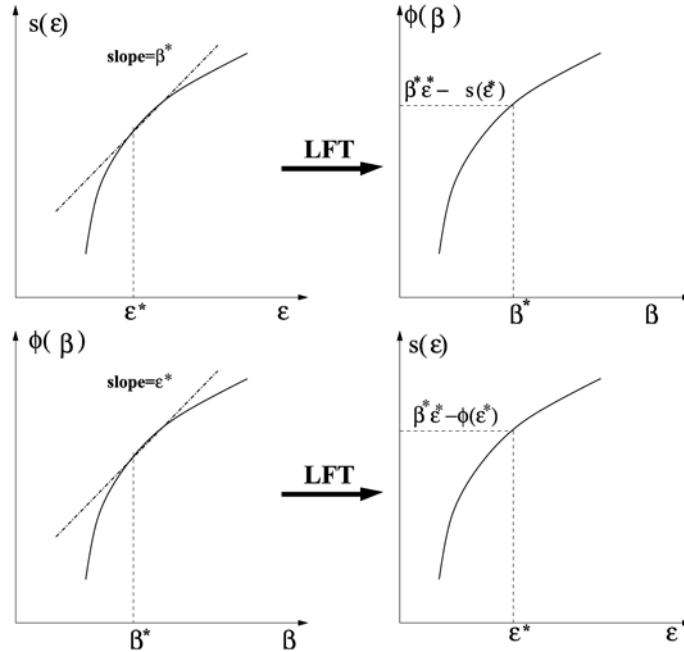 s(ε)
slope=β*
ε*
ε
LFT
φ(β)
β*ε* − s(ε*)
β*
β
φ(β)
slope=ε*
β*
β
LFT
s(ε)
β*ε*−φ(ε*)
ε*
ε